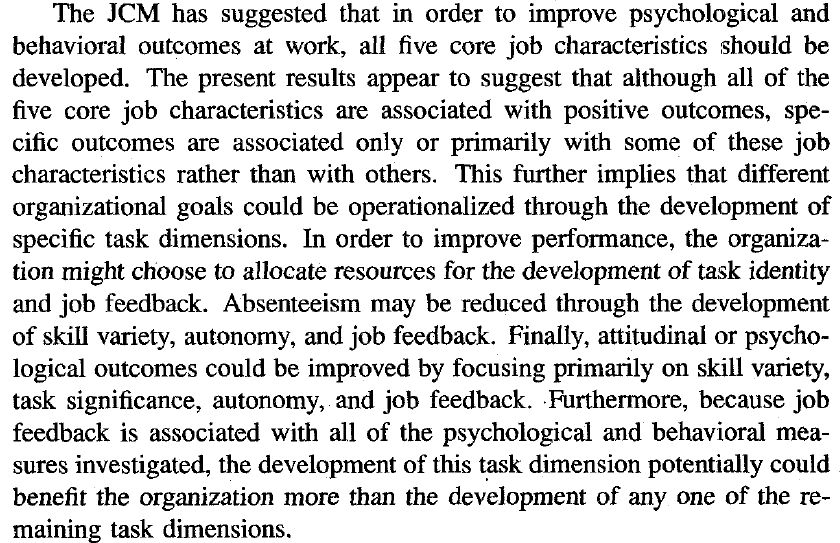 The JCM has suggested that in order to improve psychological and
behavioral outcomes at work, all five core job characteristics should be
developed. The present results appear to suggest that although all of the
five core job characteristics are associated with positive outcomes, spe-
cific outcomes are associated only or primarily with some of these job
characteristics rather than with others. This further implies that different
organizational goals could be operationalized through the development of
specific task dimensions. In order to improve performance, the organiza-
tion might choose to allocate resources for the development of task identity
and job feedback. Absenteeism may be reduced through the development
of skill variety, autonomy, and job feedback. Finally, attitudinal or psycho-
logical outcomes could be improved by focusing primarily on skill variety,
task significance, autonomy, and job feedback. Furthermore, because job
feedback is associated with all of the psychological and behavioral mea-
sures investigated, the development of this task dimension potentially could
benefit the organization more than the development of any one of the re-
maining task dimensions.